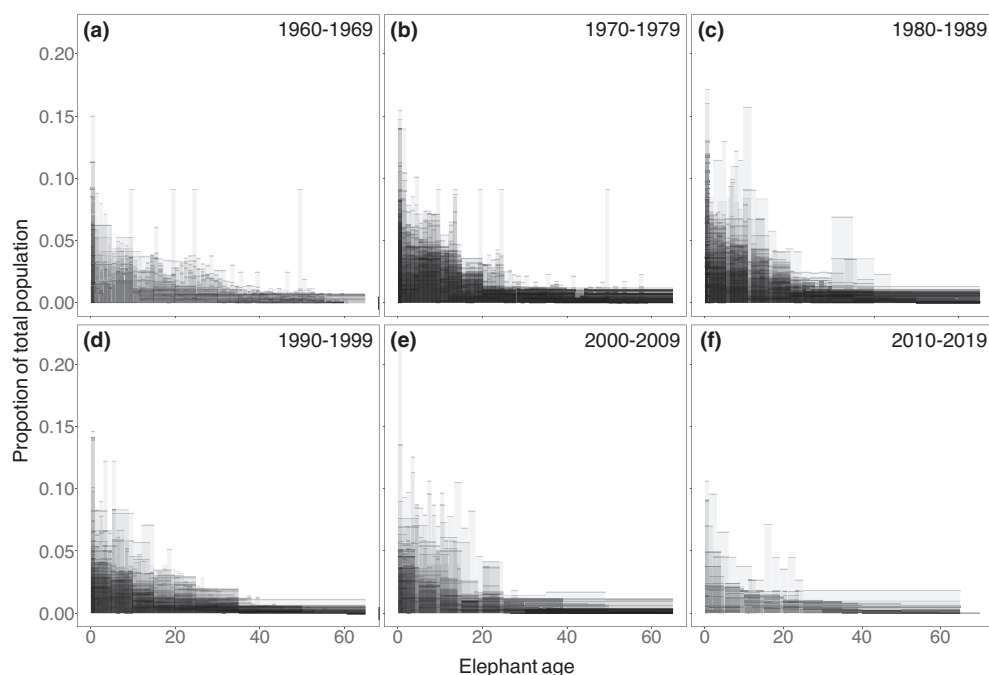 (a) 1960-1969 (b) 1970-1979 (c) 1980-1989
0.20
0.15
0.10
0.05
0.00
(d) 1990-1999 (e) 2000-2009 (f) 2010-2019
0.20
0.15
0.10
0.05
0.00
0 20 40 60 0 20 40 60 0 20 40 60
Propotion of total population
Elephant age